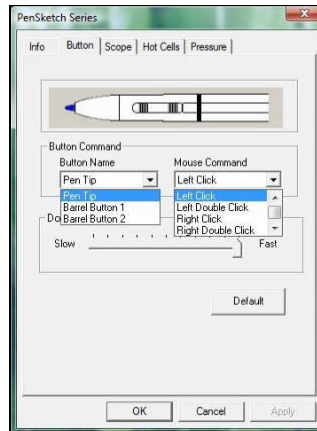 PenSketch Series
Info Button Scope Hot Cells Pressure
Button Command
Button Name Mouse Command
Pen Tip Left Click
Pen Tip Left Click
Barrel Button 1 Left Double Click
Barrel Button 2 Right Click
Right Double Click
Do
Slow Fast
Default
OK Cancel Apply